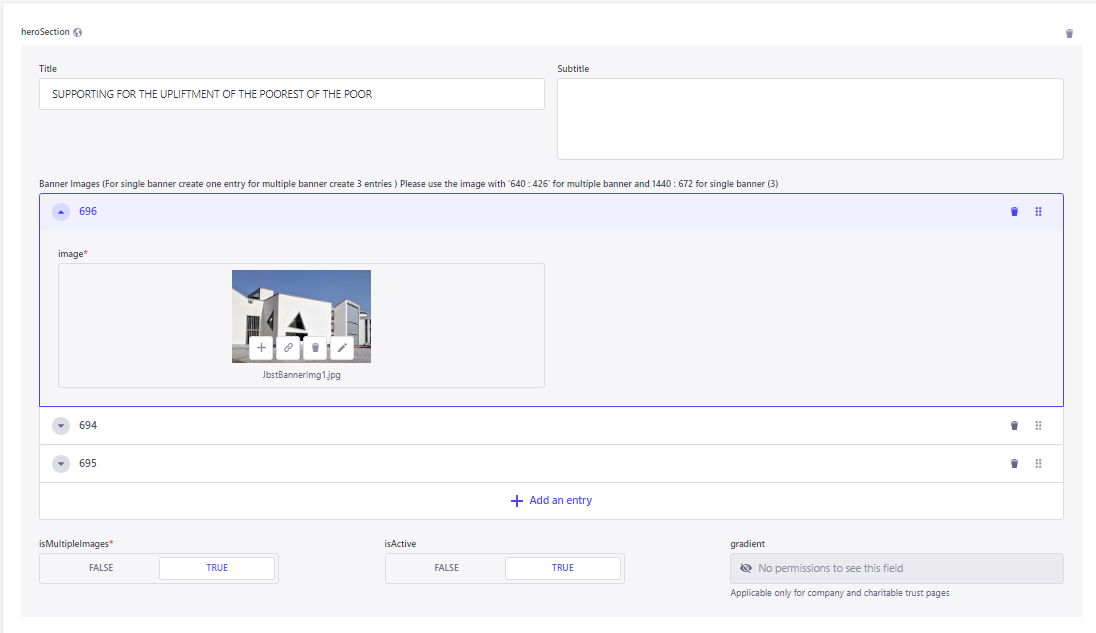 heroSection
Title
Subtitle
SUPPORTING FOR THE UPLIFTMENT OF THE POOREST OF THE POOR
Banner Images (For single banner create one entry for multiple banner create 3 entries ) Please use the image with '640 : 426' for multiple banner and 1440 : 672 for single banner (3)
696
image*
JbstBannerImg1.jpg
694
695
Add an entry
isMultipleImages*
isActive
gradient
FALSE
TRUE
FALSE
TRUE
No permissions to see this field
Applicable only for company and charitable trust pages